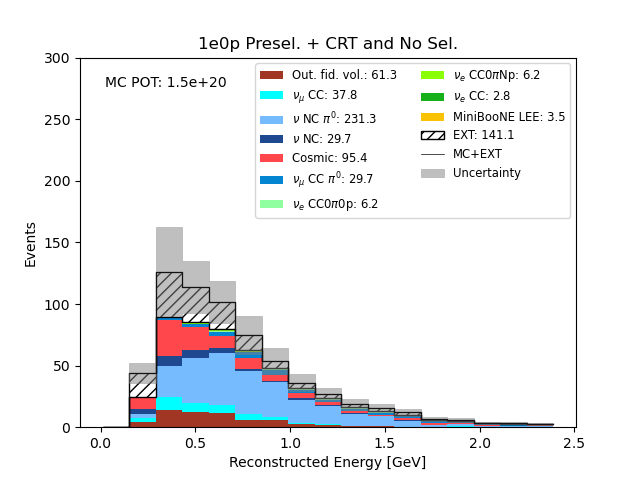 1e0p Presel. + CRT and No Sel.
MC POT: 1.5e+20
Out. fid. vol.: 61.3
νμ CC: 37.8
ν NC π⁰: 231.3
ν NC: 29.7
Cosmic: 95.4
νμ CC π⁰: 29.7
νe CC0π0p: 6.2
νe CC0πNp: 6.2
νe CC: 2.8
MiniBooNE LEE: 3.5
EXT: 141.1
MC+EXT
Uncertainty
Events
300
250
200
150
100
50
0
0.0 0.5 1.0 1.5 2.0 2.5
Reconstructed Energy [GeV]